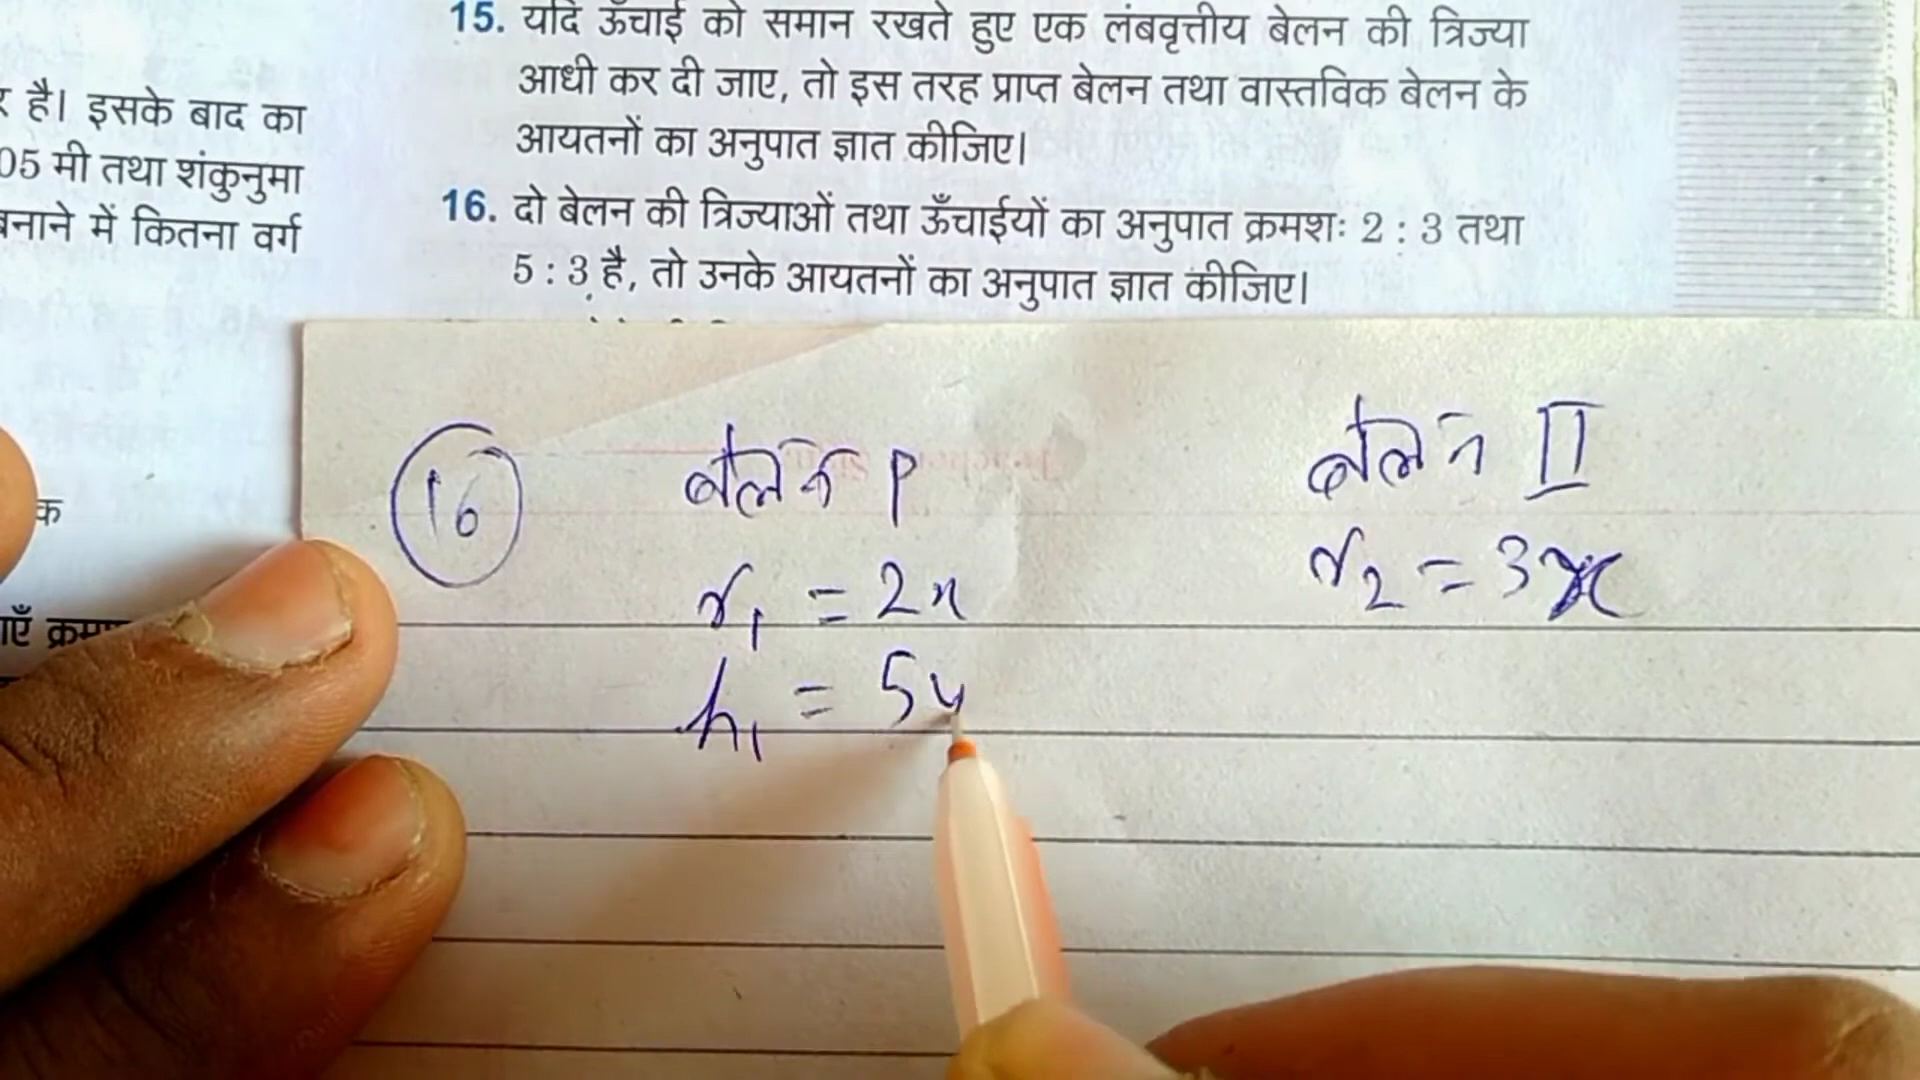 र है। इसके बाद का
05 मी तथा शंकुनुमा
बनाने में कितना वर्ग
क
15. यदि ऊँचाई को समान रखते हुए एक लंबवृत्तीय बेलन की त्रिज्या
आधी कर दी जाए, तो इस तरह प्राप्त बेलन तथा वास्तविक बेलन के
आयतनों का अनुपात ज्ञात कीजिए।
16. दो बेलन की त्रिज्याओं तथा ऊँचाईयों का अनुपात क्रमशः 2 : 3 तथा
5 : 3 है, तो उनके आयतनों का अनुपात ज्ञात कीजिए।
16 बेलन I बेलन II
r₁ = 2x r₂ = 3x
h₁ = 5y